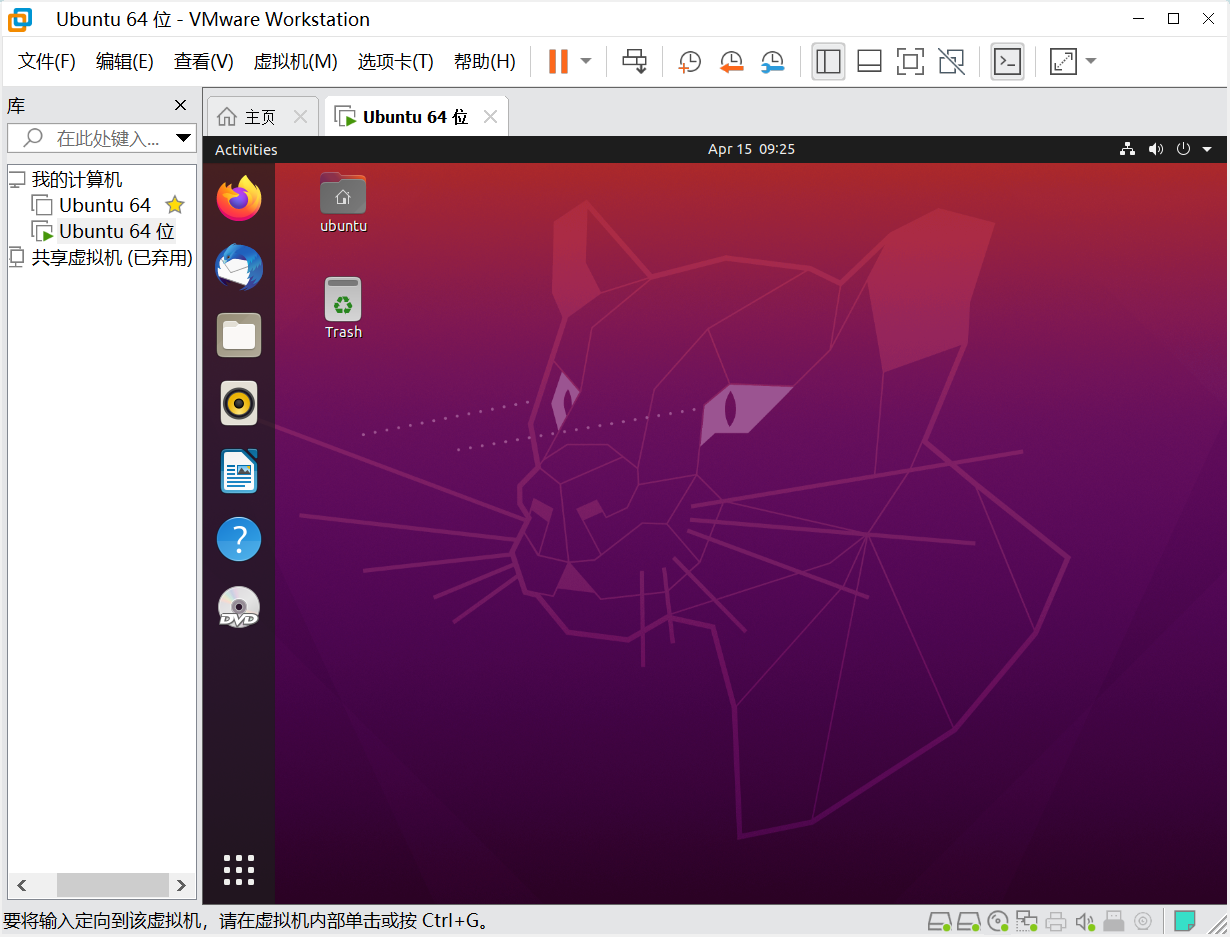 Ubuntu 64 位 - VMware Workstation
文件(F) 编辑(E) 查看(V) 虚拟机(M) 选项卡(T) 帮助(H)
库
在此处键入...
我的计算机
Ubuntu 64
Ubuntu 64 位
共享虚拟机 (已弃用)
主页 Ubuntu 64 位
Activities Apr 15 09:25
ubuntu
Trash
?
DVD
要将输入定向到该虚拟机，请在虚拟机内部单击或按 Ctrl+G。